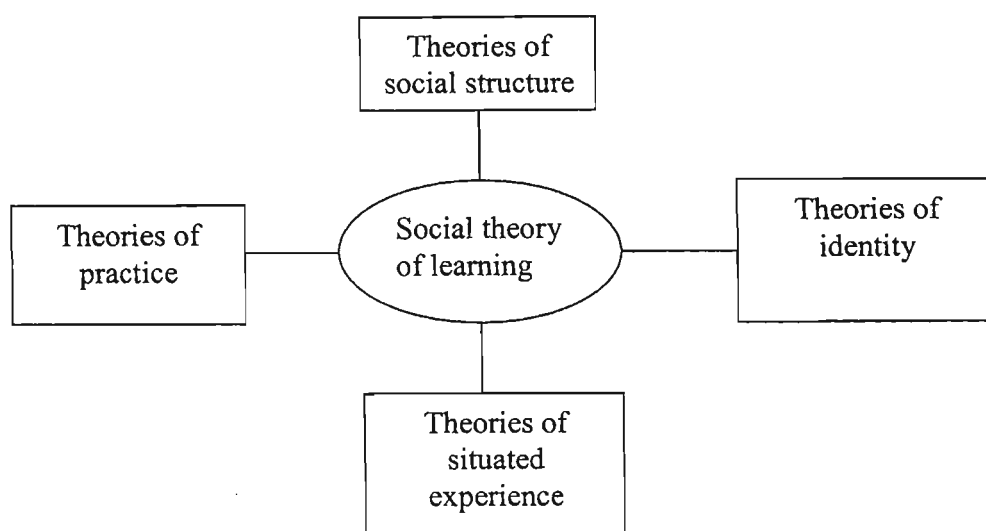 Theories of
social structure
Theories of
practice
Social theory
of learning
Theories of
identity
Theories of
situated
experience